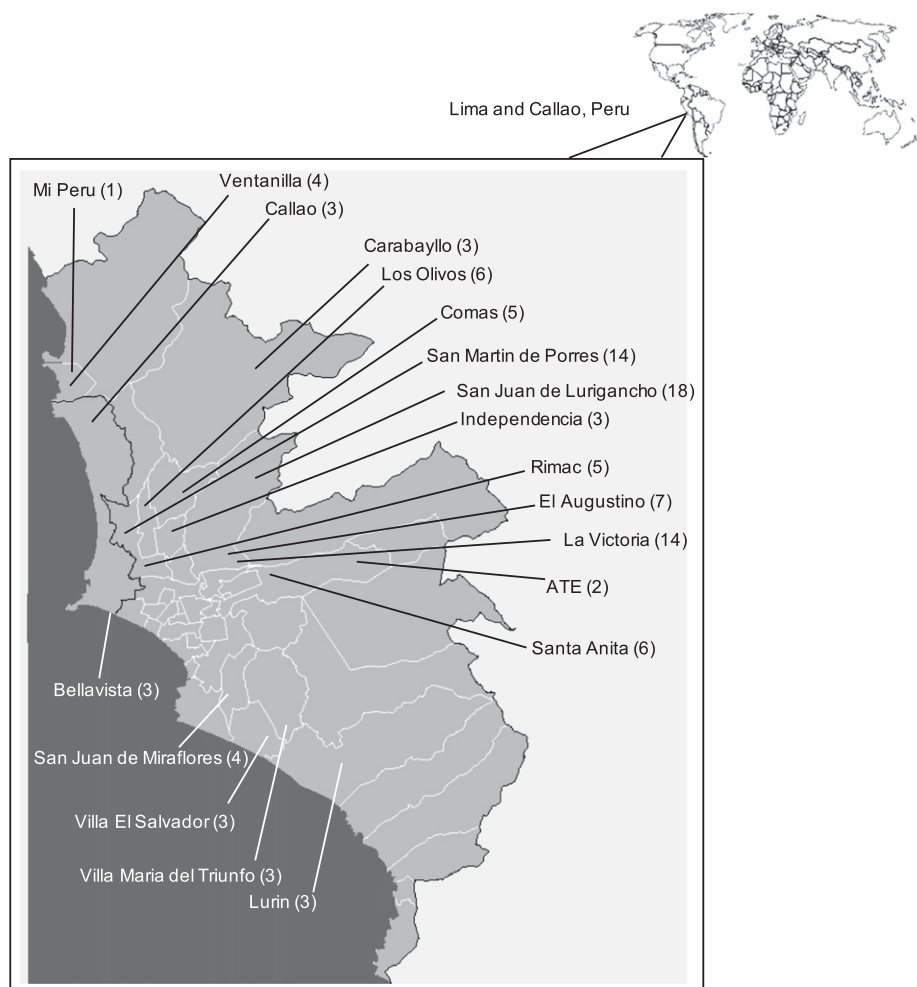 Lima and Callao, Peru
Mi Peru (1)
Ventanilla (4)
Callao (3)
Carabayllo (3)
Los Olivos (6)
Comas (5)
San Martin de Porres (14)
San Juan de Lurigancho (18)
Independencia (3)
Rimac (5)
El Augustino (7)
La Victoria (14)
ATE (2)
Santa Anita (6)
Bellavista (3)
San Juan de Miraflores (4)
Villa El Salvador (3)
Villa Maria del Triunfo (3)
Lurin (3)